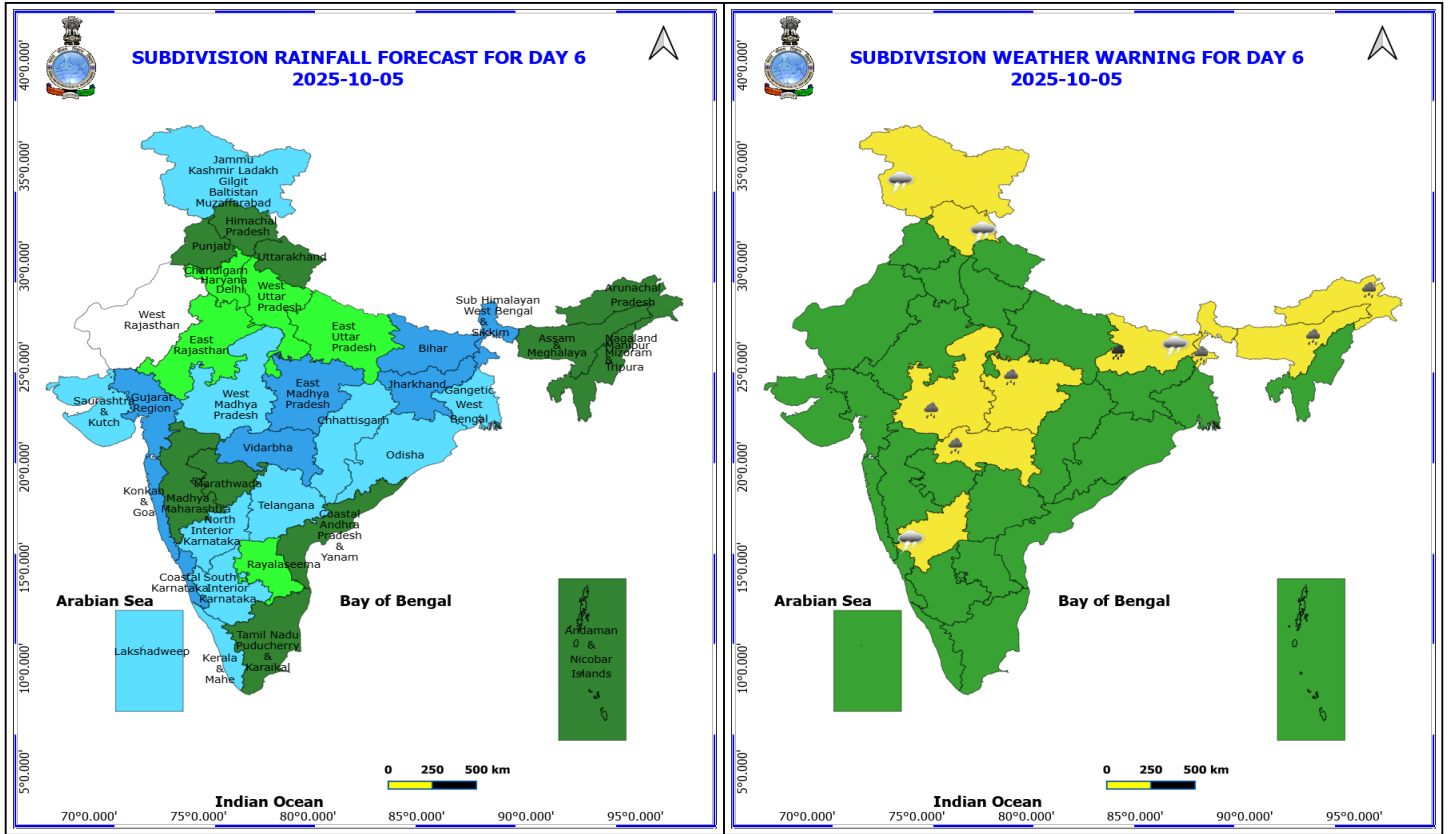 SUBDIVISION RAINFALL FORECAST FOR DAY 6
2025-10-05
40°0.000'
35°0.000'
30°0.000'
25°0.000'
20°0.000'
15°0.000'
10°0.000'
5°0.000'
Jammu
Kashmir Ladakh
Gilgit
Baltistan
Muzaffarabad
Himachal
Pradesh
Punjab
Uttarakhand
Chandigarh
Haryana
Delhi
West
Uttar
Pradesh
West
Rajasthan
East
Rajasthan
East
Uttar
Pradesh
Sub Himalayan
West Bengal
&
Sikkim
Arunachal
Pradesh
Assam
&
Meghalaya
Nagaland
Manipur
Mizoram
&
Tripura
Bihar
Jharkhand
Gangetic
West
Bengal
Saurashtra
&
Kutch
Gujarat
Region
West
Madhya
Pradesh
East
Madhya
Pradesh
Chhattisgarh
Vidarbha
Odisha
Konkan
&
Goa
Madhya
Maharashtra
Marathwada
Telangana
North
Interior
Karnataka
Coastal
Andhra
Pradesh
&
Yanam
Rayalaseema
Coastal
Karnataka
South
Interior
Karnataka
Arabian Sea
Bay of Bengal
Lakshadweep
Kerala
&
Mahe
Tamil Nadu
Puducherry
&
Karaikal
Andaman
&
Nicobar
Islands
0 250 500 km
Indian Ocean
70°0.000' 75°0.000' 80°0.000' 85°0.000' 90°0.000' 95°0.000'
SUBDIVISION WEATHER WARNING FOR DAY 6
2025-10-05
40°0.000'
35°0.000'
30°0.000'
25°0.000'
20°0.000'
15°0.000'
10°0.000'
5°0.000'
Arabian Sea
Bay of Bengal
0 250 500 km
Indian Ocean
70°0.000' 75°0.000' 80°0.000' 85°0.000' 90°0.000' 95°0.000'